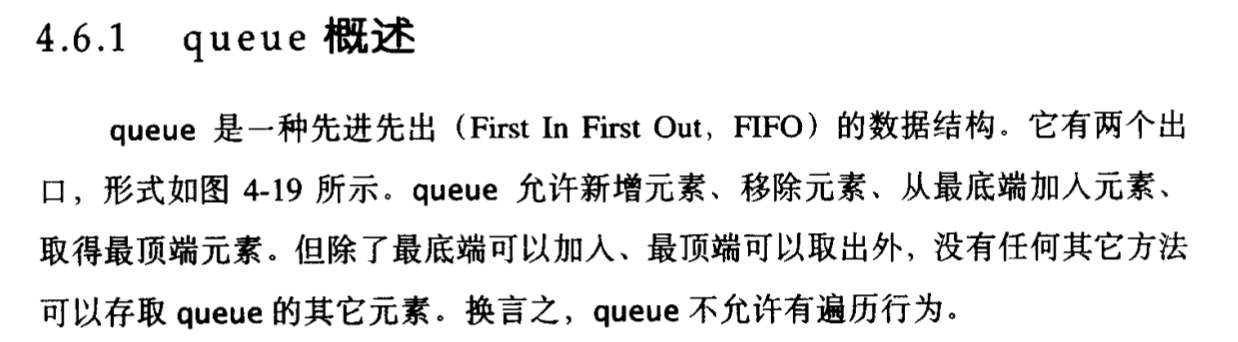 4.6.1 queue 概述
queue 是一种先进先出（First In First Out，FIFO）的数据结构。它有两个出
口，形式如图 4-19 所示。queue 允许新增元素、移除元素、从最底端加入元素、
取得最顶端元素。但除了最底端可以加入、最顶端可以取出外，没有任何其它方法
可以存取 queue 的其它元素。换言之，queue 不允许有遍历行为。